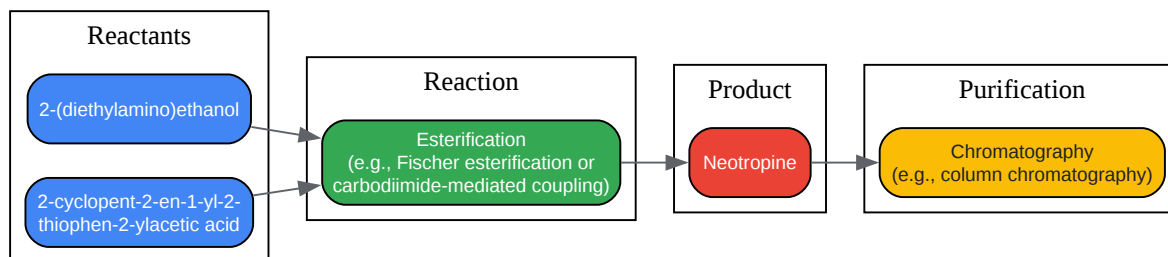 Reactants
2-(diethylamino)ethanol
2-cyclopent-2-en-1-yl-2-
thiophen-2-ylacetic acid
Reaction
Esterification
(e.g., Fischer esterification or
carbodiimide-mediated coupling)
Product
Neotropine
Purification
Chromatography
(e.g., column chromatography)